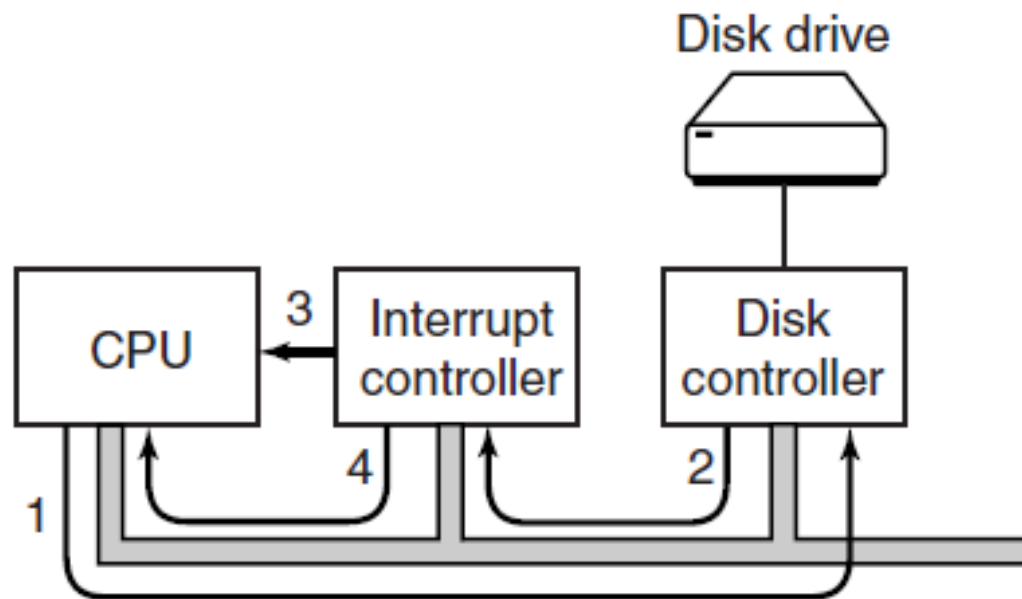 Disk drive
CPU
3
Interrupt
controller
Disk
controller
1
4
2